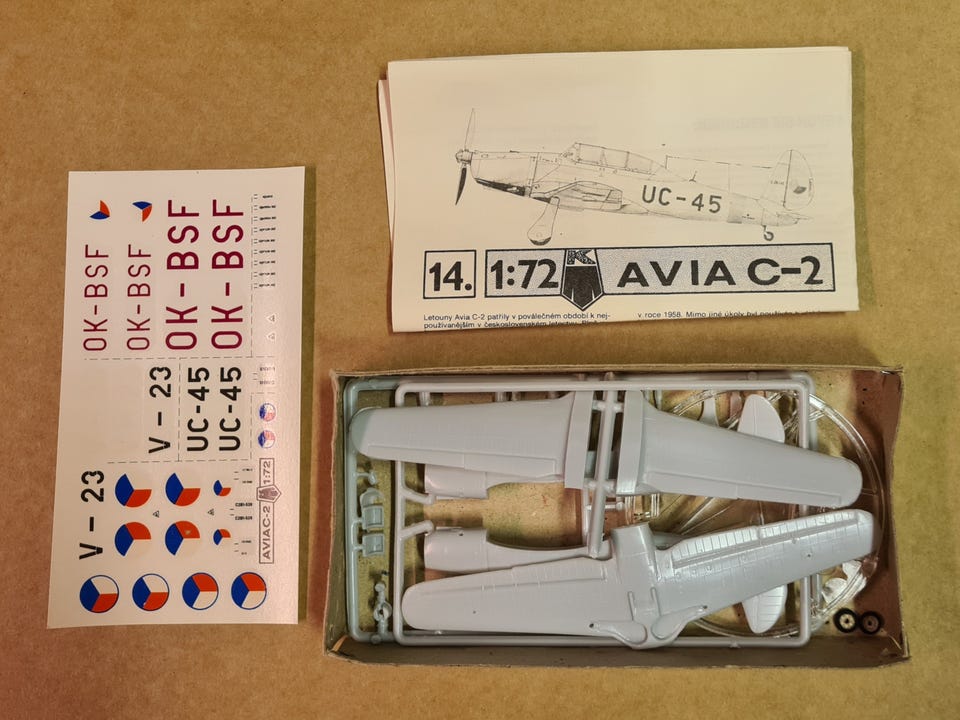 OK-BSF
OK-BSF
OK-BSF
OK-BSF
V-23
UC-45
UC-45
V-23
AVIA C-2 K 1:72
UC-45
14. 1:72 K AVIA C-2
Letouny Avia C-2 patřily v poválečném období k nej-
používanějším v československém letectvu.
v roce 1958. Mimo jiné úkoly byl